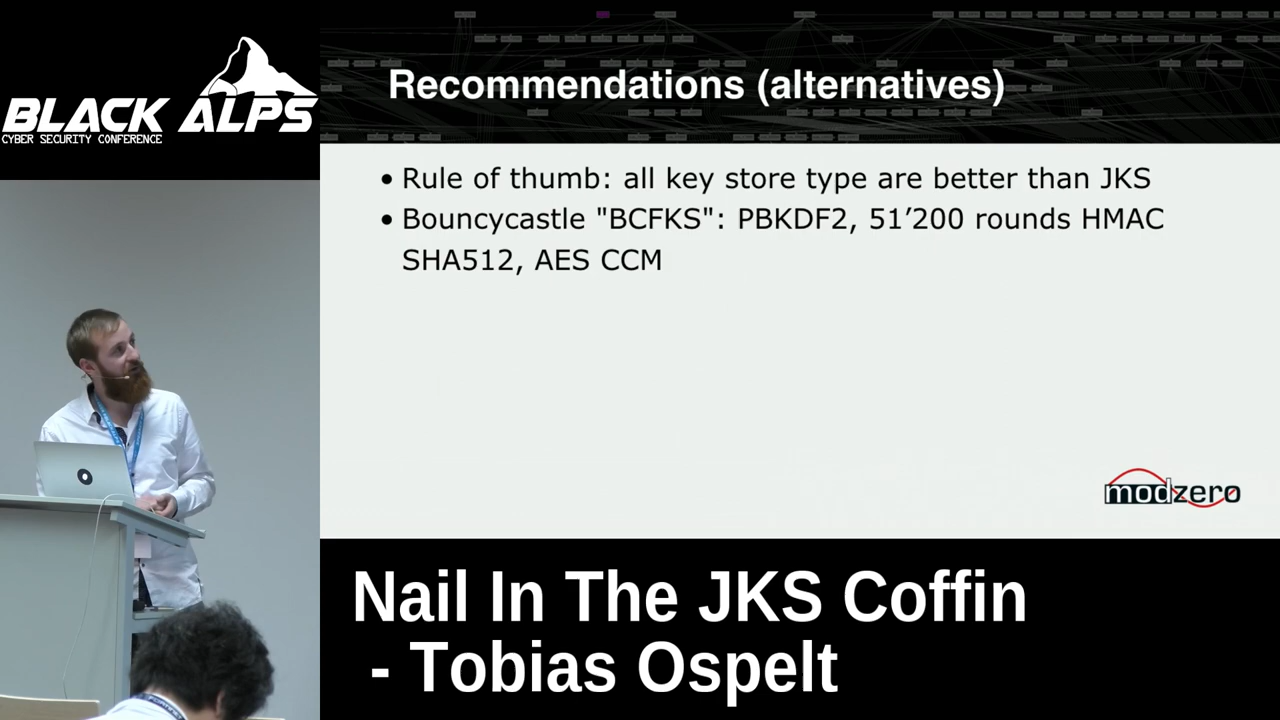 BLACK ALPS
CYBER SECURITY CONFERENCE
Recommendations (alternatives)
• Rule of thumb: all key store type are better than JKS
• Bouncycastle "BCFKS": PBKDF2, 51’200 rounds HMAC
SHA512, AES CCM
modzero
Nail In The JKS Coffin
- Tobias Ospelt